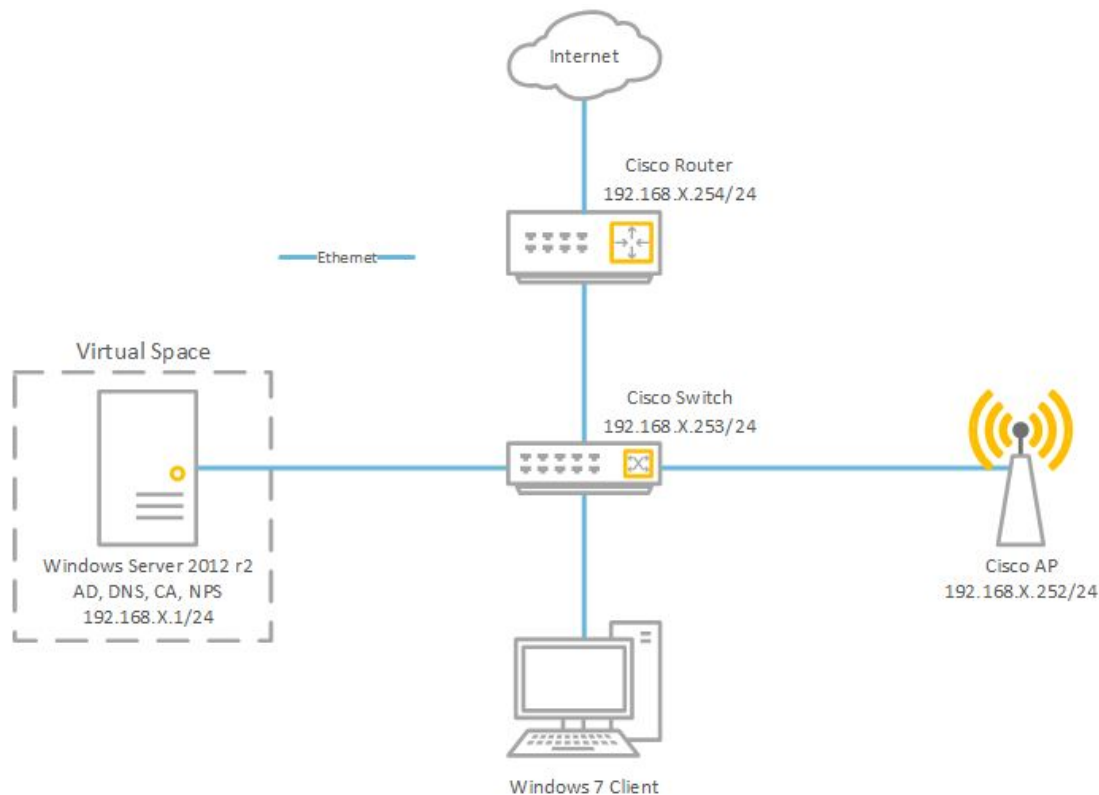 Internet
Cisco Router
192.168.X.254/24
Ethernet
Virtual Space
Cisco Switch
192.168.X.253/24
Windows Server 2012 r2
AD, DNS, CA, NPS
192.168.X.1/24
Cisco AP
192.168.X.252/24
Windows 7 Client